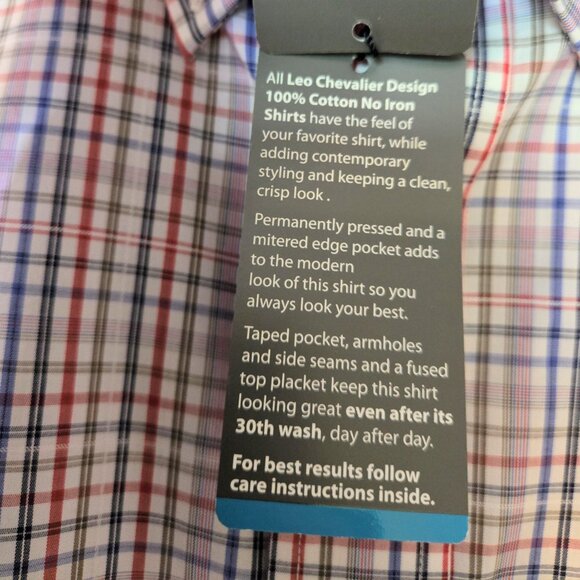 All Leo Chevalier Design
100% Cotton No Iron
Shirts have the feel of
your favorite shirt, while
adding contemporary
styling and keeping a clean,
crisp look .
Permanently pressed and a
mitered edge pocket adds
to the modern
look of this shirt so you
always look your best.
Taped pocket, armholes
and side seams and a fused
top placket keep this shirt
looking great even after its
30th wash, day after day.
For best results follow
care instructions inside.